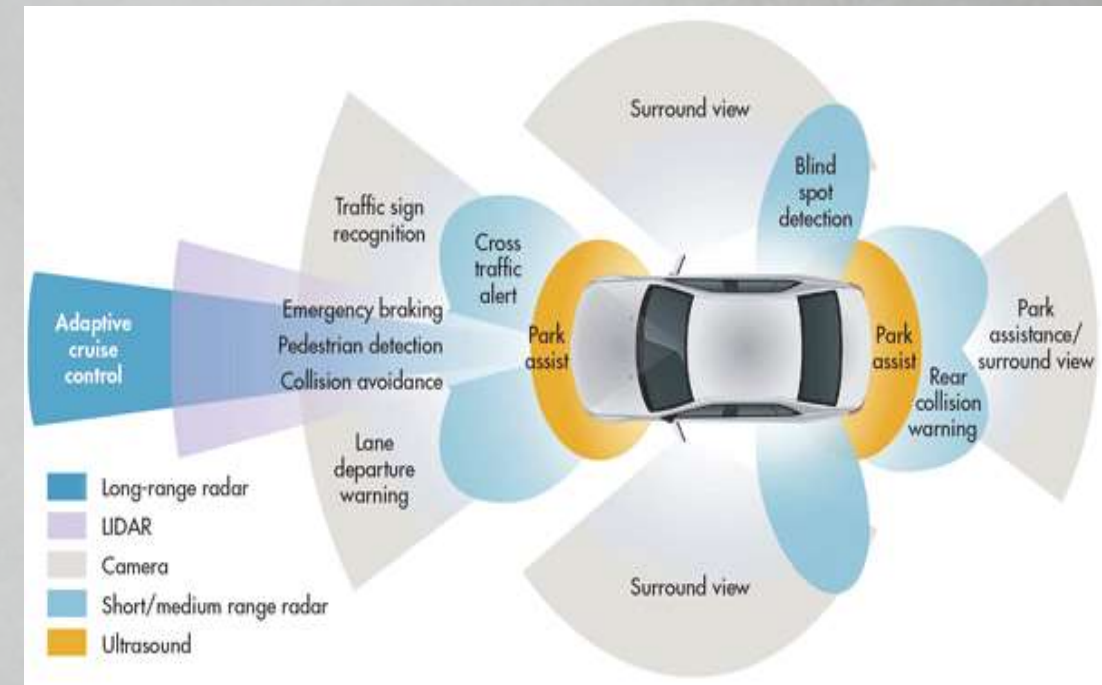 Surround view
Blind
spot
detection
Traffic sign
recognition
Cross
traffic
alert
Adaptive
cruise
control
Emergency braking
Pedestrian detection
Collision avoidance
Park
assist
Park
assist
Park
assistance/
surround view
Rear
collision
warning
Lane
departure
warning
Surround view
Long-range radar
LIDAR
Camera
Short/medium range radar
Ultrasound